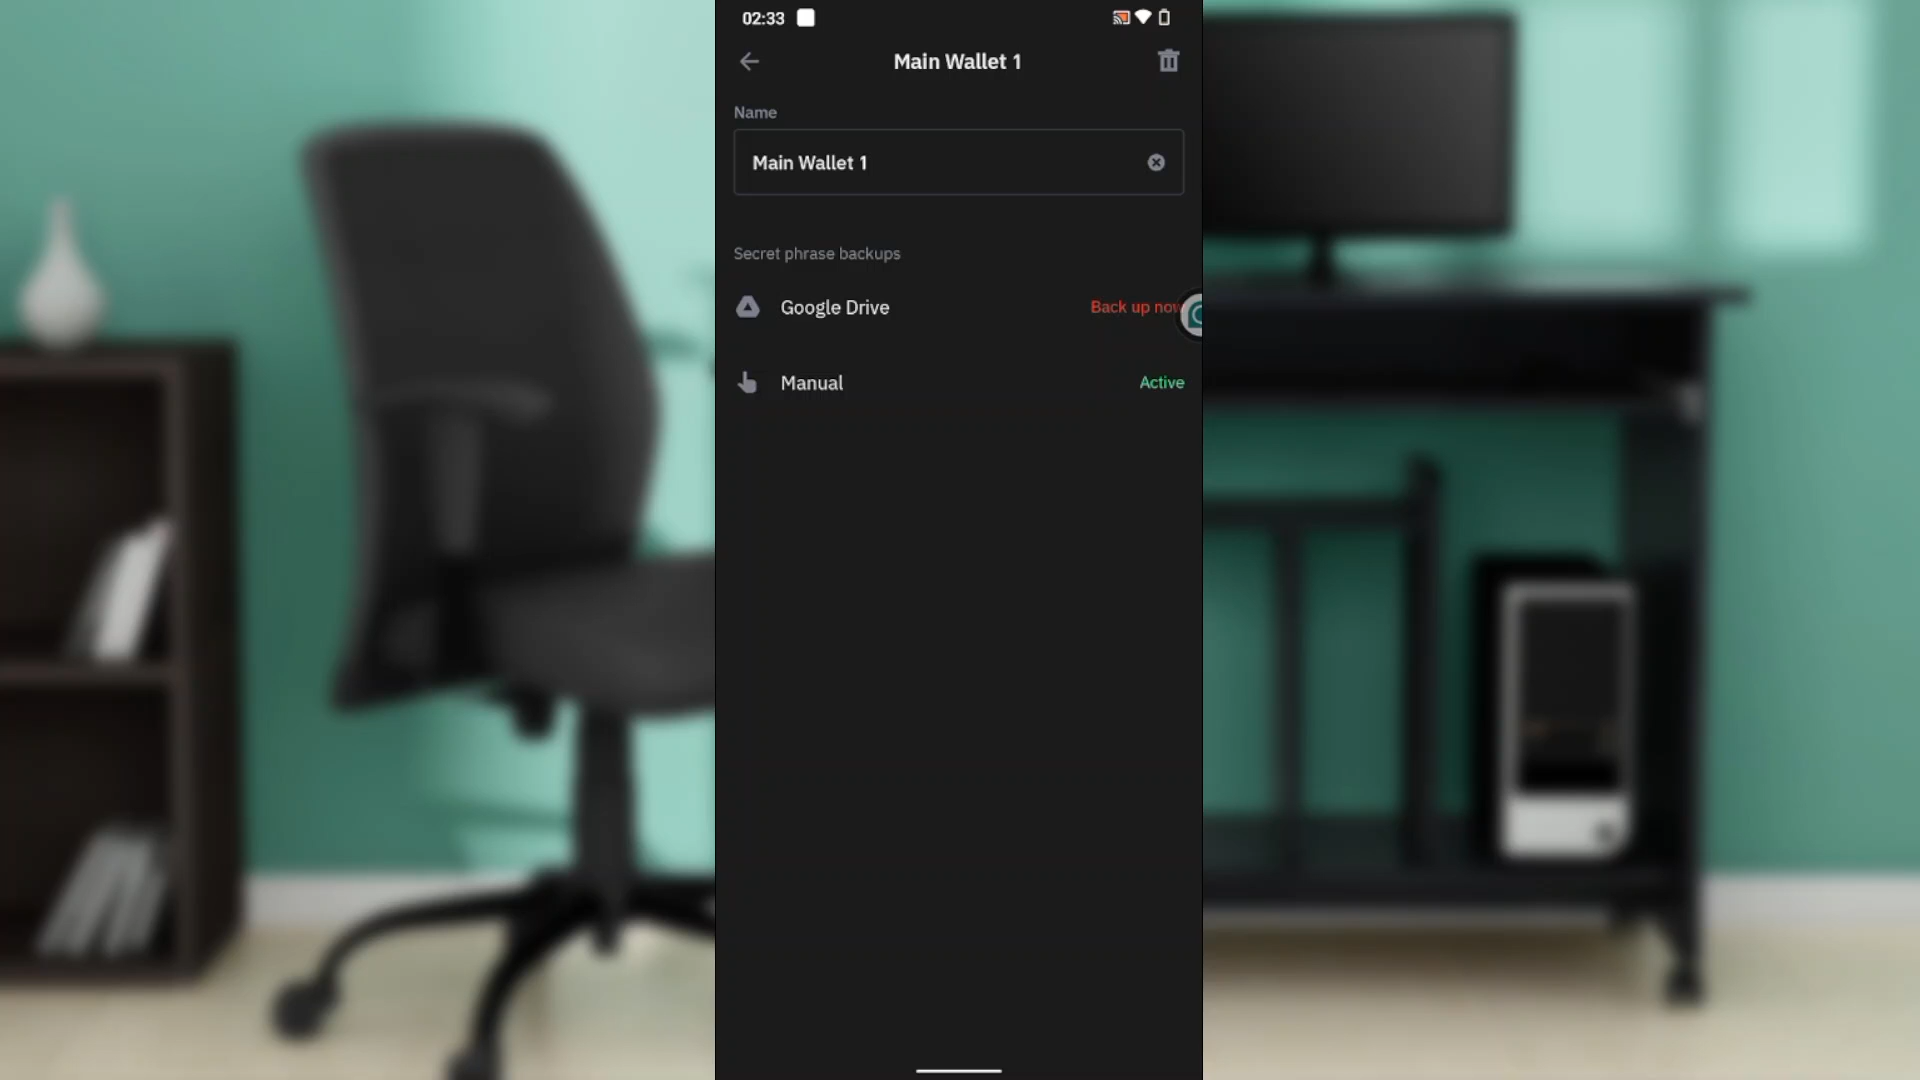 02:33
Main Wallet 1
Name
Main Wallet 1
Secret phrase backups
Google Drive
Back up now
Manual
Active